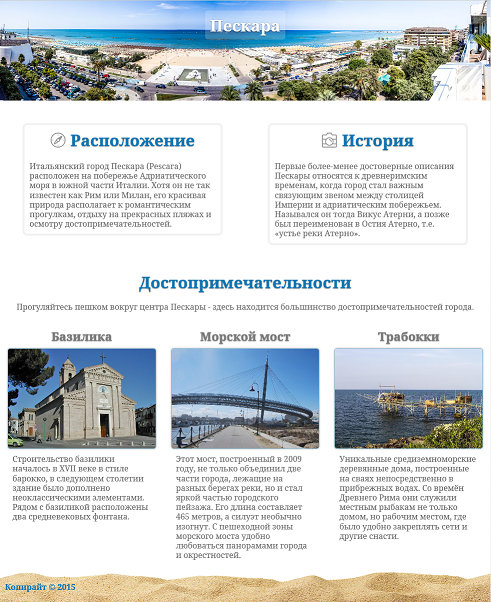 Пескара
Расположение
Итальянский город Пескара (Pescara)
расположен на побережье Адриатического
моря в южной части Италии. Хотя он не так
известен как Рим или Милан, его красивая
природа располагает к романтическим
прогулкам, отдыху на прекрасных пляжах и
осмотру достопримечательностей.
История
Первые более-менее достоверные описания
Пескары относятся к древнеримским
временам, когда город стал важным
связующим звеном между столицей
Империи и адриатическим побережьем.
Назывался он тогда Викус Атерни, а позже
был переименован в Остия Атерно, т.е.
«устье реки Атерно».
Достопримечательности
Прогуляйтесь пешком вокруг центра Пескары - здесь находится большинство достопримечательностей города.
Базилика
Строительство базилики
началось в XVII веке в стиле
барокко, в следующем столетии
здание было дополнено
неоклассическими элементами.
Рядом с базиликой расположены
два средневековых фонтана.
Морской мост
Этот мост, построенный в 2009
году, не только объединил две
части города, лежащие на
разных берегах реки, но и стал
яркой частью городского
пейзажа. Его длина составляет
465 метров, а силуэт необычно
изогнут. С пешеходной зоны
морского моста удобно
любоваться панорамами города
и окрестностей.
Трабокки
Уникальные средиземноморские
деревянные дома, построенные
на сваях непосредственно в
прибрежных водах. Со времён
Древнего Рима они служили
местным рыбакам не только
домом, но рабочим местом, где
было удобно закреплять сети и
другие снасти.
Копирайт © 2015